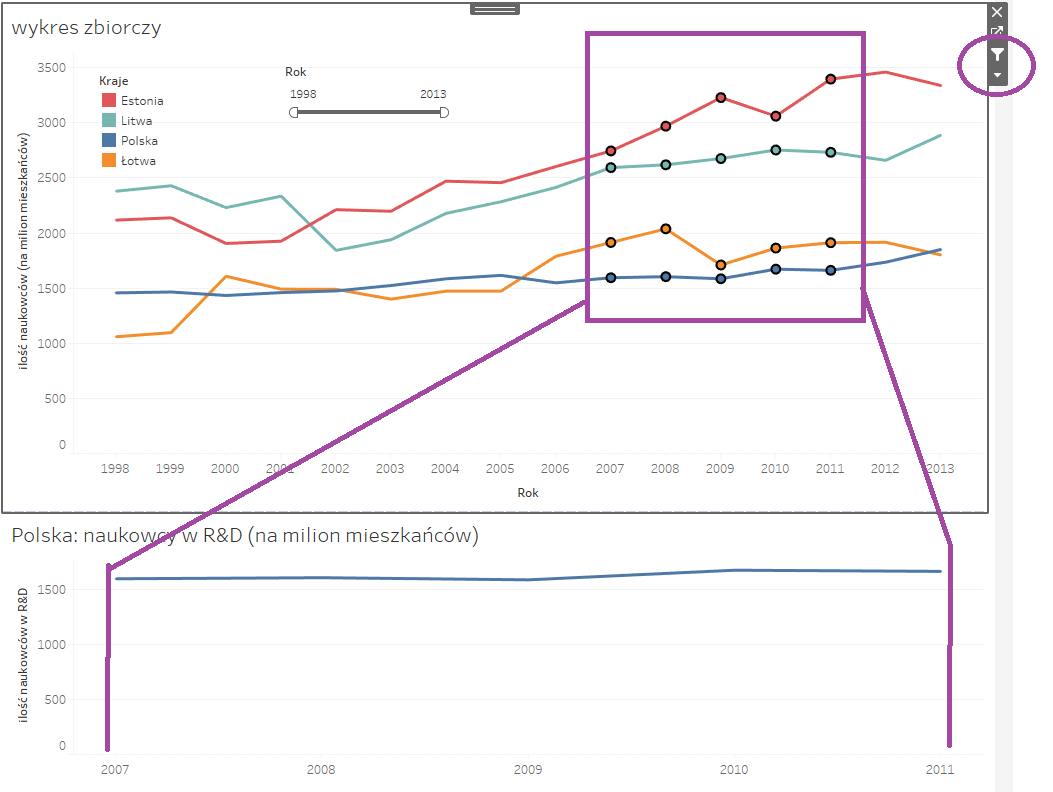 wykres zbiorczy
Kraje
Estonia
Litwa
Polska
Łotwa
Rok
1998 2013
ilość naukowców (na milion mieszkańców)
3500
3000
2500
2000
1500
1000
500
0
1998 1999 2000 2001 2002 2003 2004 2005 2006 2007 2008 2009 2010 2011 2012 2013
Rok
Polska: naukowcy w R&D (na milion mieszkańców)
ilość naukowców w R&D
1500
1000
500
0
2007 2008 2009 2010 2011